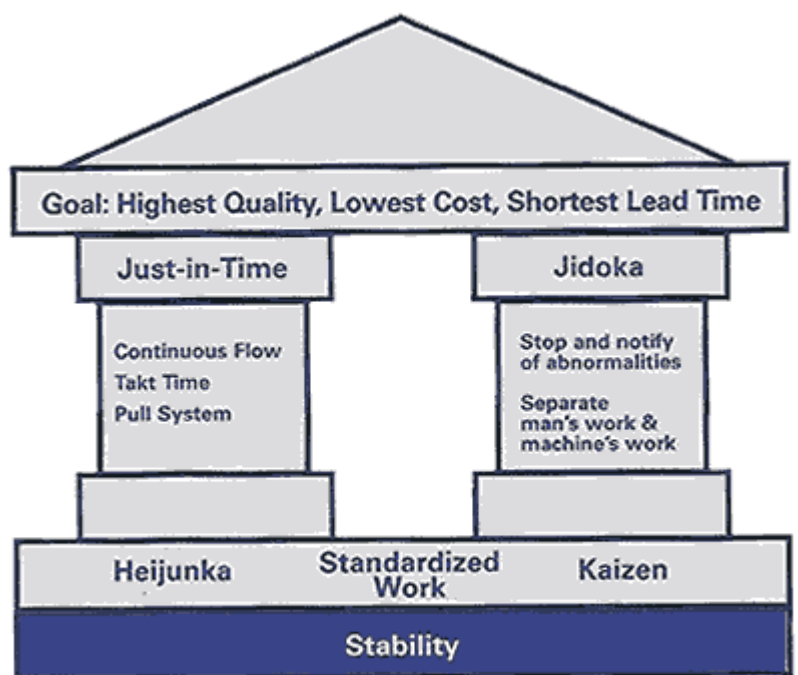 Goal: Highest Quality, Lowest Cost, Shortest Lead Time
Just-in-Time
Continuous Flow
Takt Time
Pull System
Jidoka
Stop and notify
of abnormalities
Separate
man's work &
machine's work
Heijunka
Standardized
Work
Kaizen
Stability